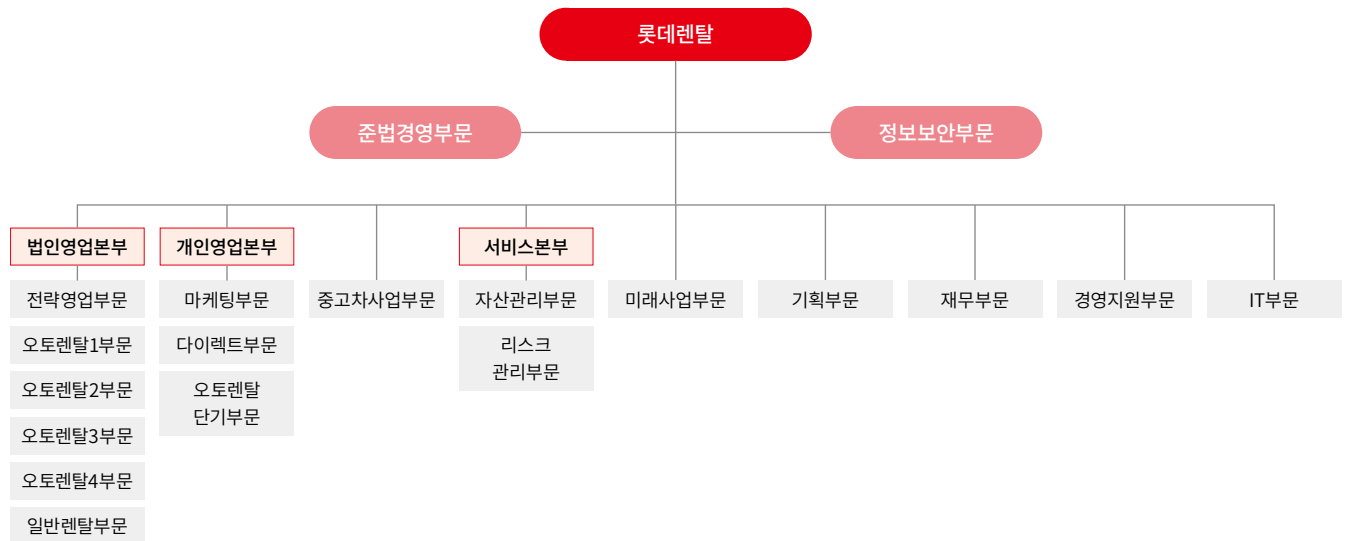 롯데렌탈
준법경영부문
정보보안부문
법인영업본부
개인영업본부
서비스본부
전략영업부문
마케팅부문
중고차사업부문
자산관리부문
미래사업부문
기획부문
재무부문
경영지원부문
IT부문
오토렌탈1부문
다이렉트부문
리스크
관리부문
오토렌탈2부문
오토렌탈
단기부문
오토렌탈3부문
오토렌탈4부문
일반렌탈부문